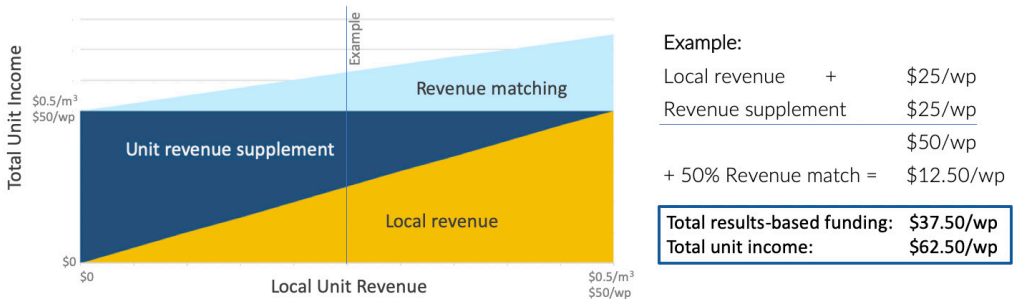 Total Unit Income
$0.5/m³
$50/wp
$0
Example
Revenue matching
Unit revenue supplement
Local revenue
$0
Local Unit Revenue
$0.5/m³
$50/wp
Example:
Local revenue + $25/wp
Revenue supplement $25/wp
$50/wp
+ 50% Revenue match = $12.50/wp
Total results-based funding: $37.50/wp
Total unit income: $62.50/wp